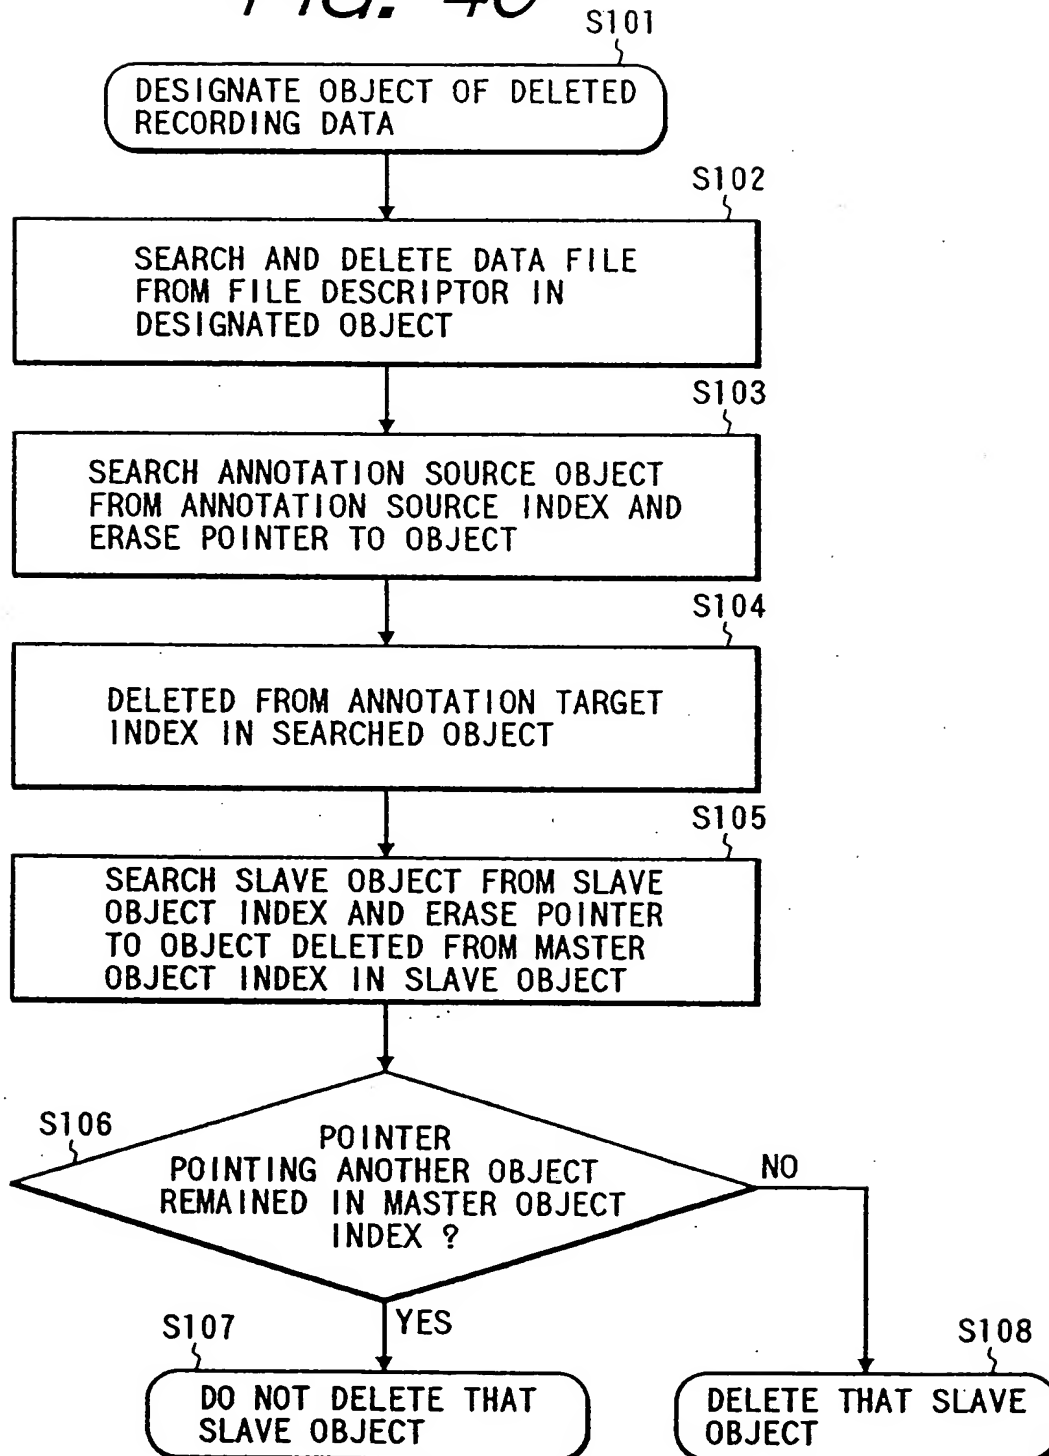 S101
DESIGNATE OBJECT OF DELETED
RECORDING DATA
S102
SEARCH AND DELETE DATA FILE
FROM FILE DESCRIPTOR IN
DESIGNATED OBJECT
S103
SEARCH ANNOTATION SOURCE OBJECT
FROM ANNOTATION SOURCE INDEX AND
ERASE POINTER TO OBJECT
S104
DELETED FROM ANNOTATION TARGET
INDEX IN SEARCHED OBJECT
S105
SEARCH SLAVE OBJECT FROM SLAVE
OBJECT INDEX AND ERASE POINTER
TO OBJECT DELETED FROM MASTER
OBJECT INDEX IN SLAVE OBJECT
S106
POINTER
POINTING ANOTHER OBJECT
REMAINED IN MASTER OBJECT
INDEX ?
NO
YES
S107
DO NOT DELETE THAT
SLAVE OBJECT
S108
DELETE THAT SLAVE
OBJECT